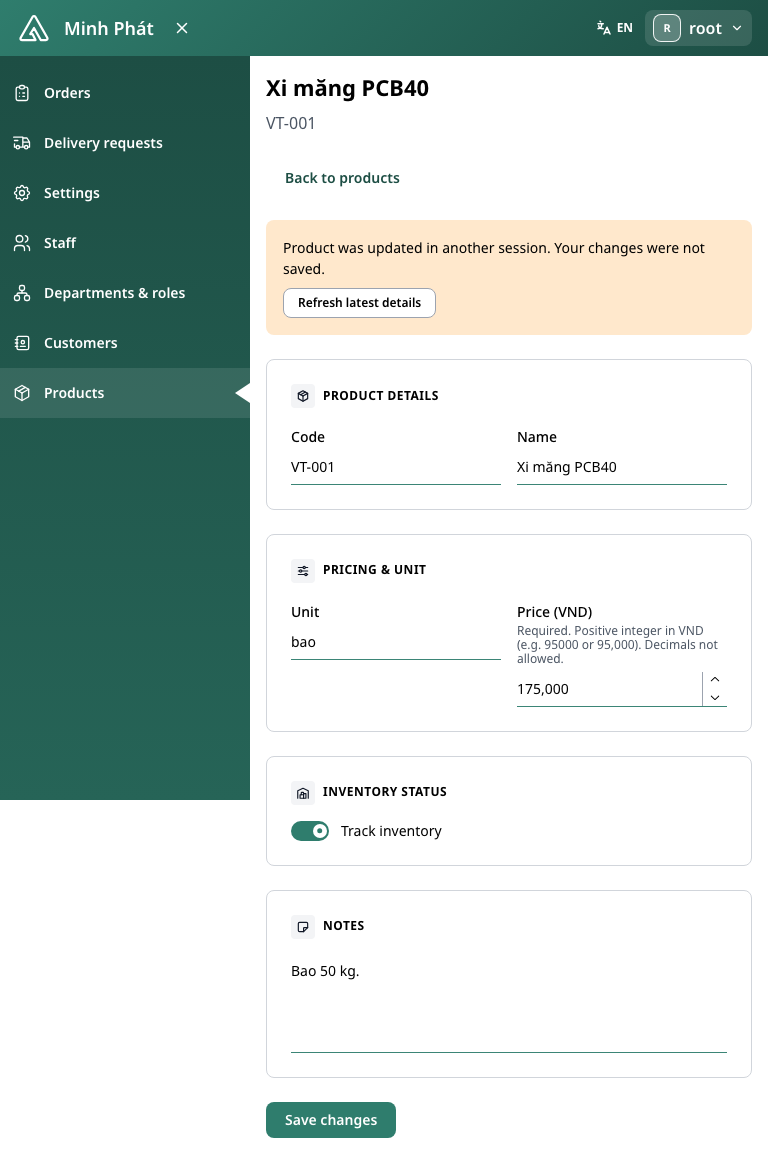 Minh Phát
EN
R
root
Orders
Delivery requests
Settings
Staff
Departments & roles
Customers
Products
Xi măng PCB40
VT-001
Back to products
Product was updated in another session. Your changes were not
saved.
Refresh latest details
PRODUCT DETAILS
Code
Name
VT-001
Xi măng PCB40
PRICING & UNIT
Unit
bao
Price (VND)
Required. Positive integer in VND
(e.g. 95000 or 95,000). Decimals not
allowed.
175,000
INVENTORY STATUS
Track inventory
NOTES
Bao 50 kg.
Save changes